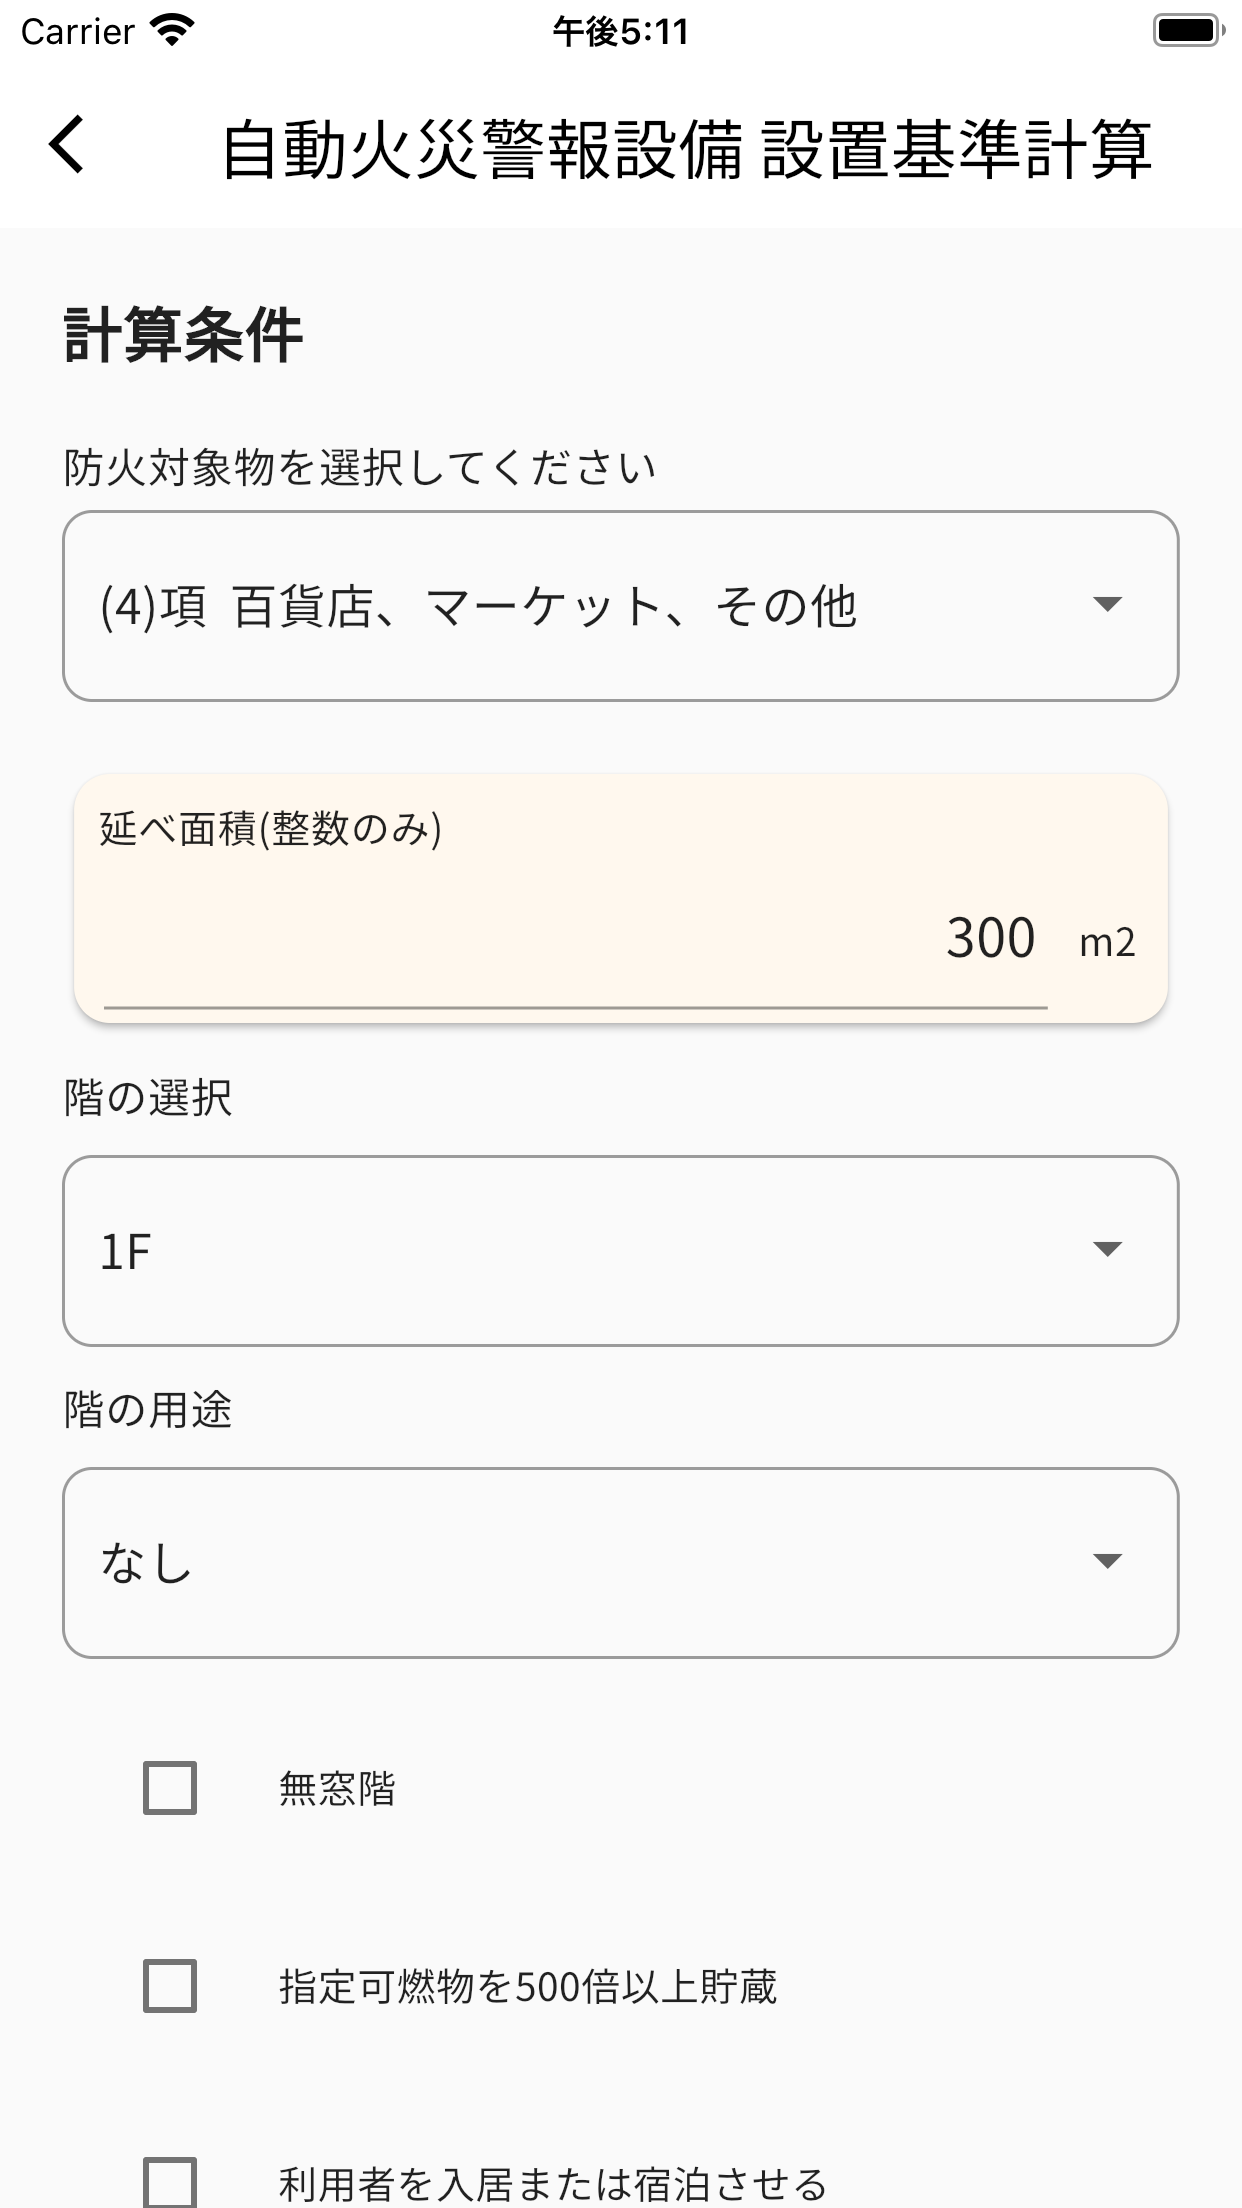 Carrier 午後5:11
自動火災警報設備 設置基準計算
計算条件
防火対象物を選択してください
(4)項 百貨店、マーケット、その他
延べ面積(整数のみ)
300 m2
階の選択
1F
階の用途
なし
無窓階
指定可燃物を500倍以上貯蔵
利用者を入居または宿泊させる